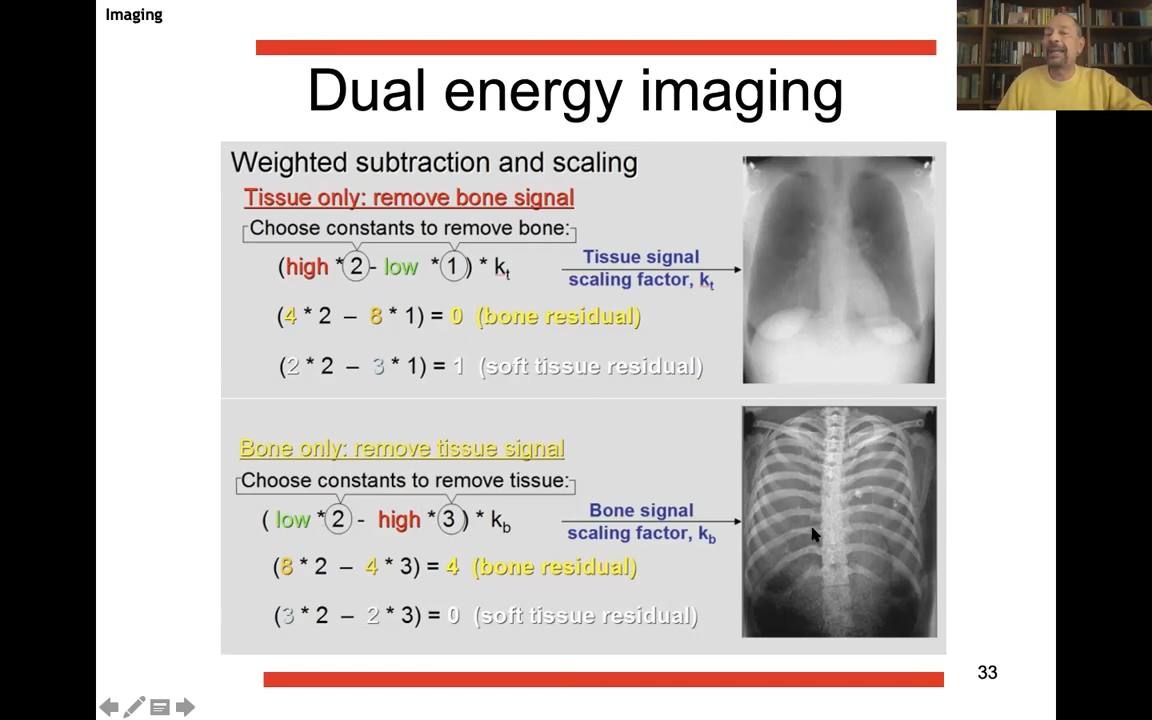 Imaging
Dual energy imaging
Weighted subtraction and scaling
Tissue only: remove bone signal
Choose constants to remove bone:
(high * 2 - low * 1) * kt
Tissue signal
scaling factor, kt
(4 * 2 – 8 * 1) = 0 (bone residual)
(2 * 2 – 3 * 1) = 1 (soft tissue residual)
Bone only: remove tissue signal
Choose constants to remove tissue:
( low * 2 - high * 3 ) * kb
Bone signal
scaling factor, kb
(8 * 2 – 4 * 3) = 4 (bone residual)
(3 * 2 – 2 * 3) = 0 (soft tissue residual)
33